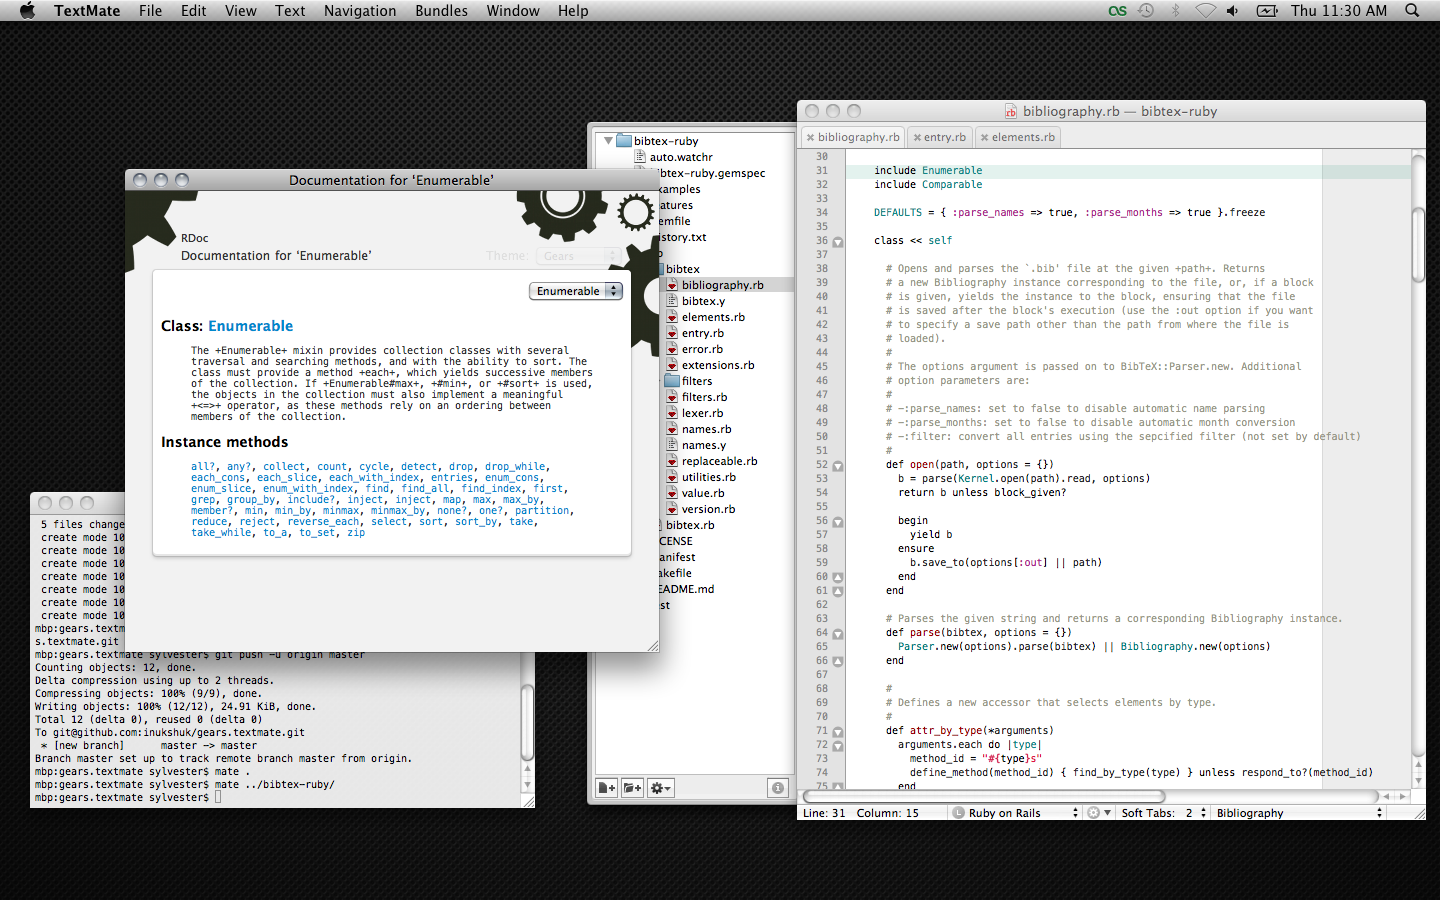 TextMate File Edit View Text Navigation Bundles Window Help
Thu 11:30 AM
Documentation for ‘Enumerable’
RDoc
Documentation for ‘Enumerable’
Theme: Gears
Enumerable
Class: Enumerable
The +Enumerable+ mixin provides collection classes with several
traversal and searching methods, and with the ability to sort. The
class must provide a method +each+, which yields successive members
of the collection. If +Enumerable#max+, +#min+, or +#sort+ is used,
the objects in the collection must also implement a meaningful
+<=>+ operator, as these methods rely on an ordering between
members of the collection.
Instance methods
all?, any?, collect, count, cycle, detect, drop, drop_while,
each_cons, each_slice, each_with_index, entries, enum_cons,
enum_slice, enum_with_index, find, find_all, find_index, first,
grep, group_by, include?, inject, inject, map, max, max_by,
member?, min, min_by, minmax, minmax_by, none?, one?, partition,
reduce, reject, reverse_each, select, sort, sort_by, take,
take_while, to_a, to_set, zip
5 files change
create mode 10
create mode 10
create mode 10
create mode 10
create mode 10
create mode 10
create mode 10
mbp:gears.textm
s.textmate.git
mbp:gears.textmate sylvester$ git push -u origin master
Counting objects: 12, done.
Delta compression using up to 2 threads.
Compressing objects: 100% (9/9), done.
Writing objects: 100% (12/12), 24.91 KiB, done.
Total 12 (delta 0), reused 0 (delta 0)
To git@github.com:inukshuk/gears.textmate.git
* [new branch] master -> master
Branch master set up to track remote branch master from origin.
mbp:gears.textmate sylvester$ mate .
mbp:gears.textmate sylvester$ mate ../bibtex-ruby/
mbp:gears.textmate sylvester$
bibtex-ruby
auto.watchr
bibtex-ruby.gemspec
xamples
atures
emfile
istory.txt
b
bibtex
bibliography.rb
bibtex.y
elements.rb
entry.rb
error.rb
extensions.rb
filters
filters.rb
lexer.rb
names.rb
names.y
replaceable.rb
utilities.rb
value.rb
version.rb
bibtex.rb
CENSE
anifest
akefile
EADME.md
st
bibliography.rb — bibtex-ruby
bibliography.rb entry.rb elements.rb
30
31 include Enumerable
32 include Comparable
33
34 DEFAULTS = { :parse_names => true, :parse_months => true }.freeze
35
36 class << self
37
38 # Opens and parses the `.bib' file at the given +path+. Returns
39 # a new Bibliography instance corresponding to the file, or, if a block
40 # is given, yields the instance to the block, ensuring that the file
41 # is saved after the block's execution (use the :out option if you want
42 # to specify a save path other than the path from where the file is
43 # loaded).
44 #
45 # The options argument is passed on to BibTeX::Parser.new. Additional
46 # option parameters are:
47 #
48 # -:parse_names: set to false to disable automatic name parsing
49 # -:parse_months: set to false to disable automatic month conversion
50 # -:filter: convert all entries using the sepcified filter (not set by default)
51 #
52 def open(path, options = {})
53 b = parse(Kernel.open(path).read, options)
54 return b unless block_given?
55
56 begin
57 yield b
58 ensure
59 b.save_to(options[:out] || path)
60 end
61 end
62
63 # Parses the given string and returns a corresponding Bibliography instance.
64 def parse(bibtex, options = {})
65 Parser.new(options).parse(bibtex) || Bibliography.new(options)
66 end
67
68 #
69 # Defines a new accessor that selects elements by type.
70 #
71 def attr_by_type(*arguments)
72 arguments.each do |type|
73 method_id = "#{type}s"
74 define_method(method_id) { find_by_type(type) } unless respond_to?(method_id)
75 end
Line: 31 Column: 15 Ruby on Rails Soft Tabs: 2 Bibliography